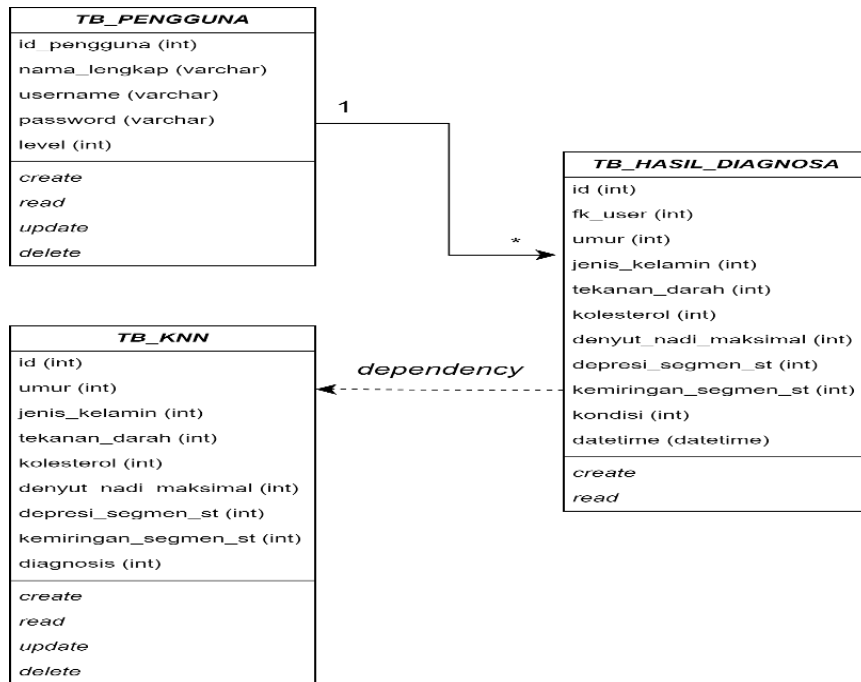 TB_PENGGUNA
id_pengguna (int)
nama_lengkap (varchar)
username (varchar)
password (varchar)
level (int)
create
read
update
delete
1
*
TB_HASIL_DIAGNOSA
id (int)
fk_user (int)
umur (int)
jenis_kelamin (int)
tekanan_darah (int)
kolesterol (int)
denyut_nadi_maksimal (int)
depresi_segmen_st (int)
kemiringan_segmen_st (int)
kondisi (int)
datetime (datetime)
create
read
dependency
TB_KNN
id (int)
umur (int)
jenis_kelamin (int)
tekanan_darah (int)
kolesterol (int)
denyut_nadi_maksimal (int)
depresi_segmen_st (int)
kemiringan_segmen_st (int)
diagnosis (int)
create
read
update
delete